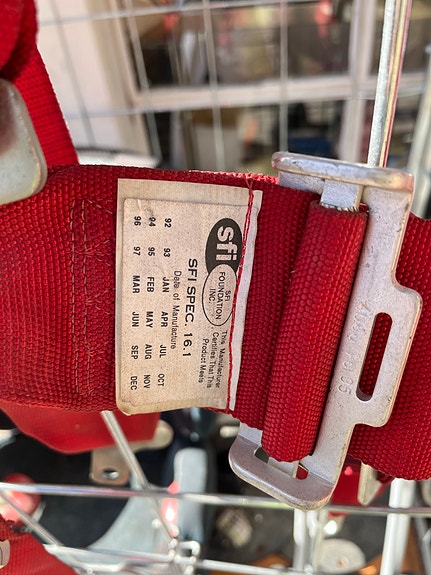 sfi
SFI
FOUNDATION
INC.
This Manufacturer
Certifies That This
Product Meets
SFI SPEC. 16.1
Date of Manufacture
92 93 JAN APR JUL OCT
94 95 FEB MAY AUG NOV
96 97 MAR JUN SEP DEC